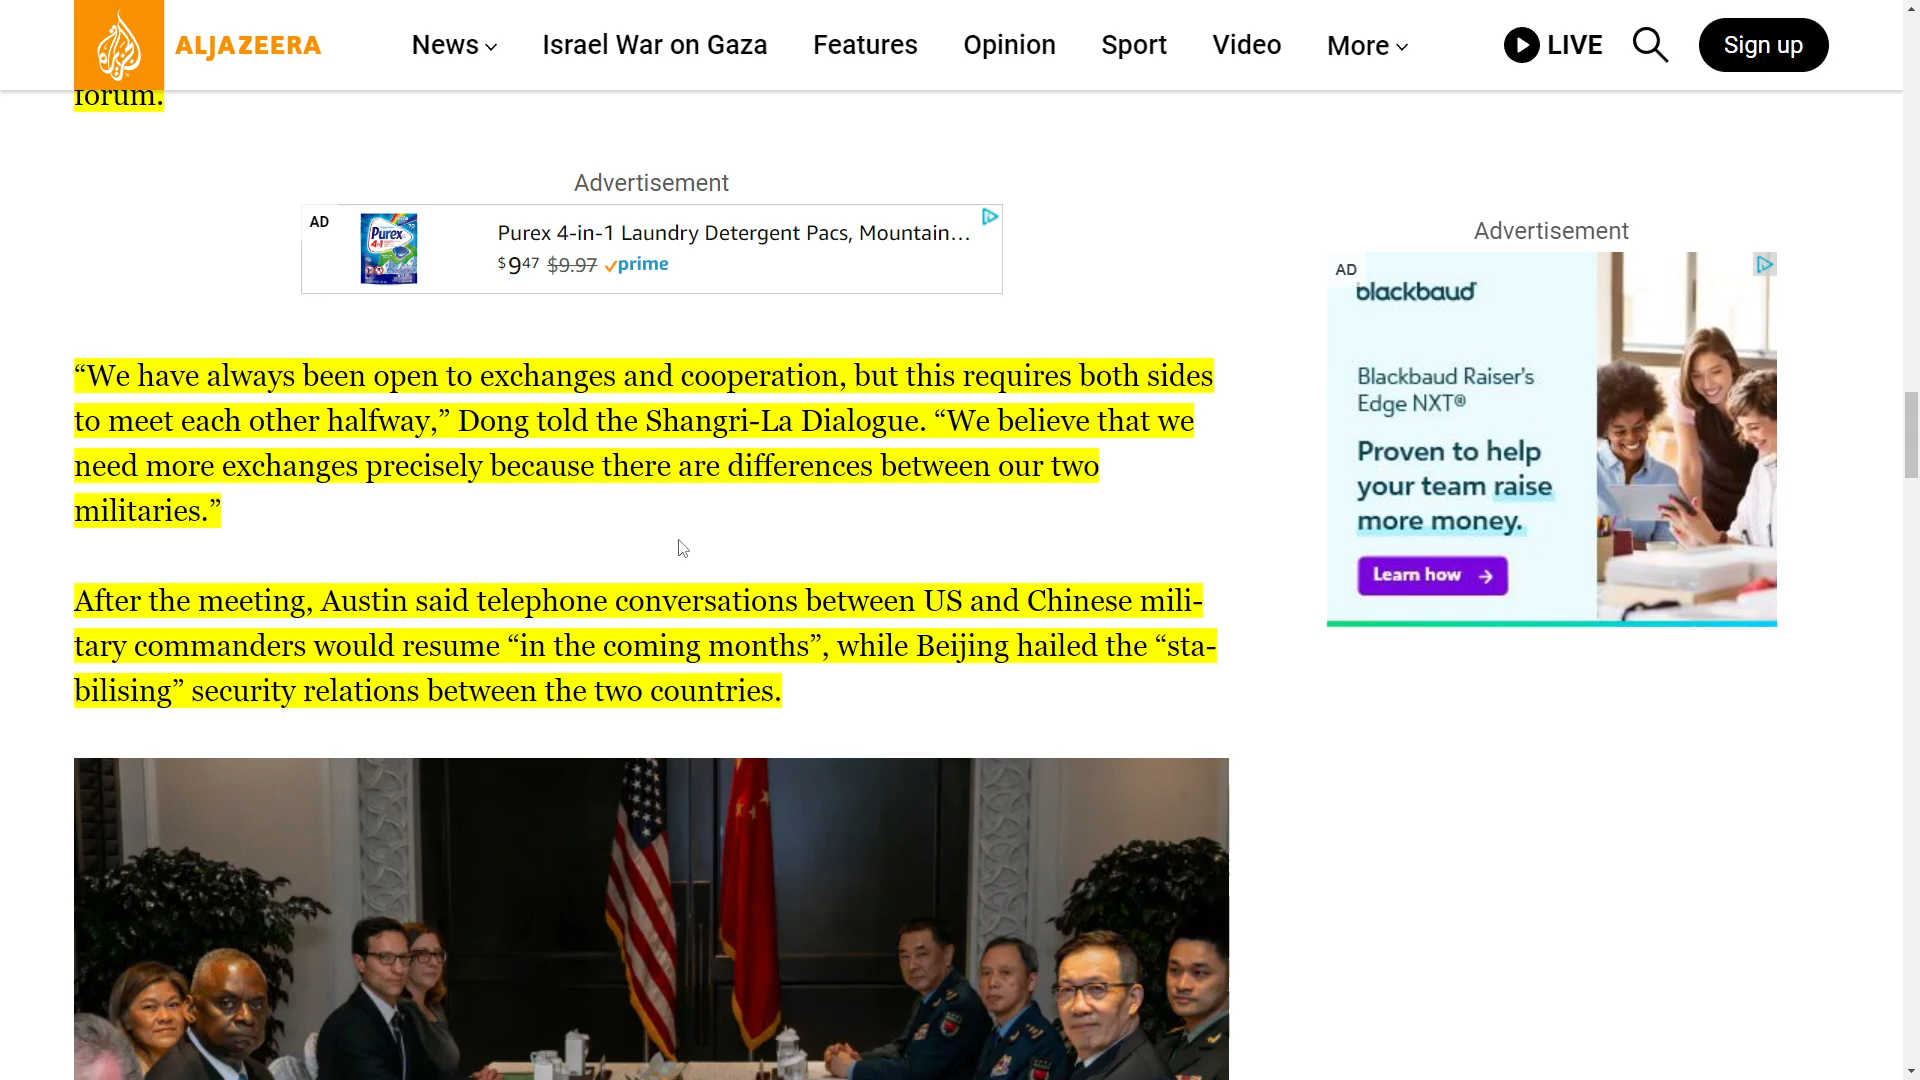 ALJAZEERA
News
Israel War on Gaza
Features
Opinion
Sport
Video
More
LIVE
Sign up
forum.
Advertisement
AD
Purex
4in1
Purex 4-in-1 Laundry Detergent Pacs, Mountain...
$9⁴⁷ $9.97 prime
“We have always been open to exchanges and cooperation, but this requires both sides
to meet each other halfway,” Dong told the Shangri-La Dialogue. “We believe that we
need more exchanges precisely because there are differences between our two
militaries.”
After the meeting, Austin said telephone conversations between US and Chinese mili-
tary commanders would resume “in the coming months”, while Beijing hailed the “sta-
bilising” security relations between the two countries.
Advertisement
AD
blackbaud
Blackbaud Raiser's
Edge NXT®
Proven to help
your team raise
more money.
Learn how